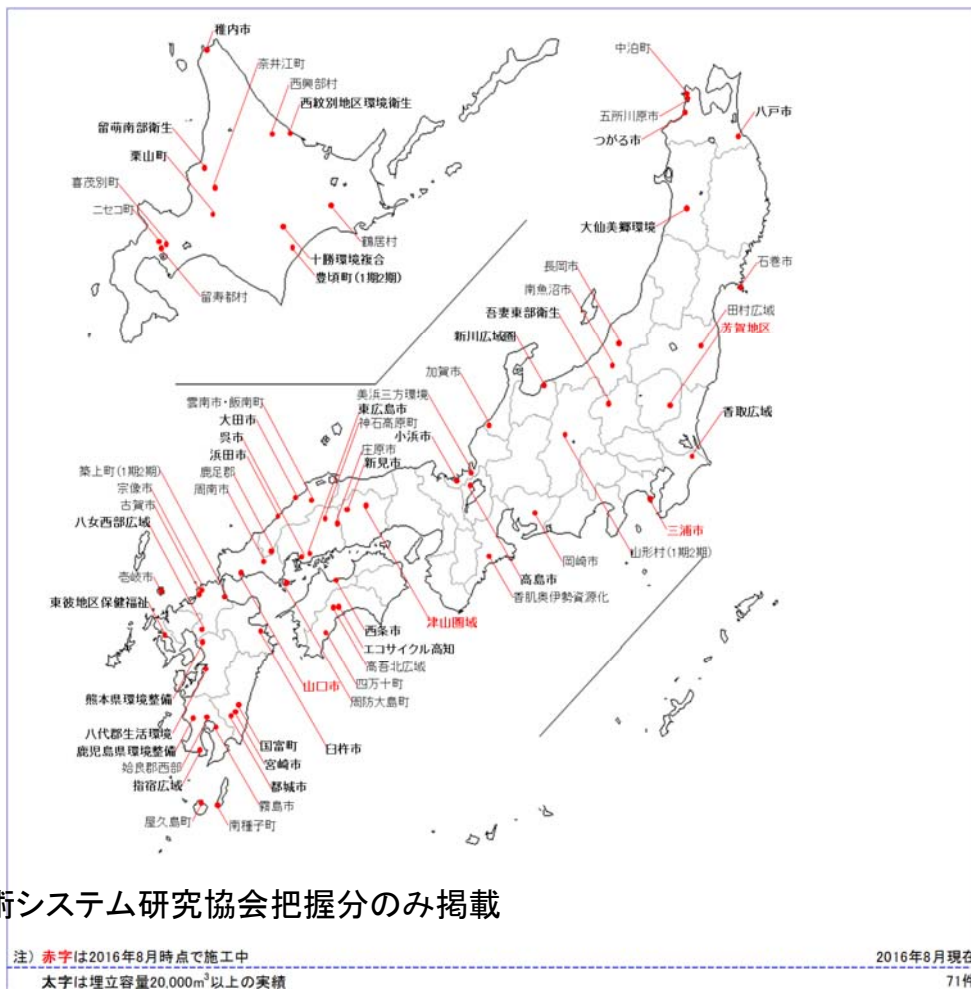 稚内市
奈井江町
西興部村
西紋別地区環境衛生
留萌南部衛生
栗山町
喜茂別町
ニセコ町
鶴居村
十勝環境複合
豊頃町(1期2期)
留寿都村
中泊町
五所川原市
つがる市
八戸市
大仙美郷環境
石巻市
長岡市
南魚沼市
吾妻東部衛生
新川広域圏
田村広域
芳賀地区
加賀市
香取広域
美浜三方環境
雲南市・飯南町
東広島市
大田市
神石高原町
小浜市
呉市
庄原市
浜田市
新見市
鹿足郡
周南市
築上町(1期2期)
宗像市
古賀市
八女西部広域
壱岐市
東彼地区保健福祉
三浦市
山形村(1期2期)
岡崎市
高島市
香肌奥伊勢資源化
津山圏域
西条市
エコサイクル高知
高吾北広域
四万十町
周防大島町
山口市
熊本県環境整備
八代郡生活環境
鹿児島県環境整備
姶良郡西部
指宿広域
国富町
宮崎市
都城市
霧島市
臼杵市
屋久島町
南種子町
術システム研究協会把握分のみ掲載
注) 赤字は2016年8月時点で施工中
2016年8月現在
太字は埋立容量20,000m³以上の実績
71件